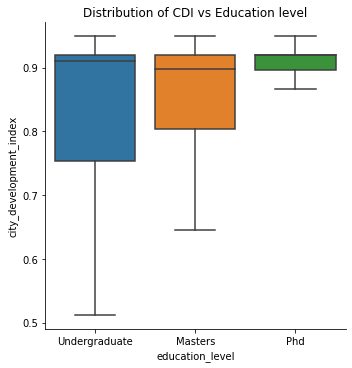 Distribution of CDI vs Education level
city_development_index
0.9
0.8
0.7
0.6
0.5
Undergraduate
Masters
Phd
education_level